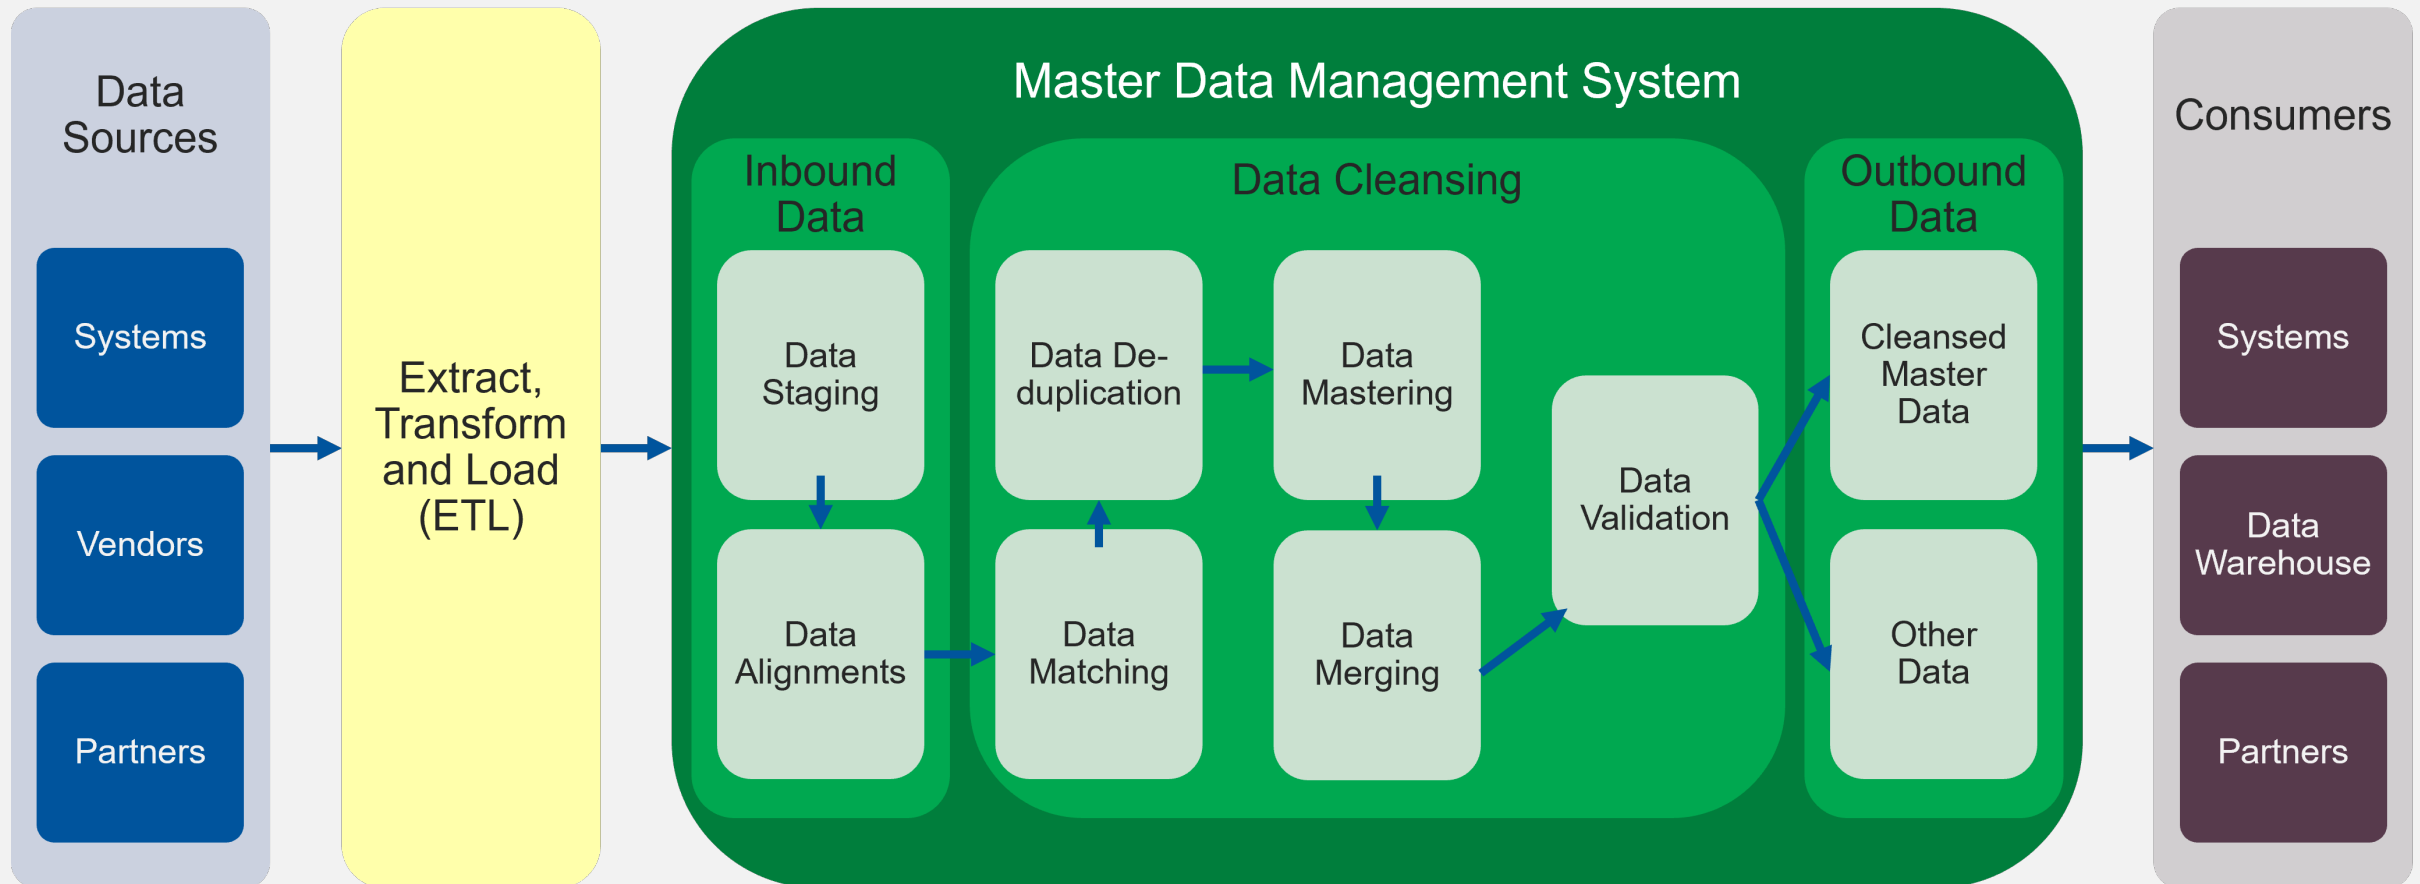 Data
Sources
Systems
Vendors
Partners
Extract,
Transform
and Load
(ETL)
Master Data Management System
Inbound
Data
Data
Staging
Data
Alignments
Data Cleansing
Data De-
duplication
Data
Matching
Data
Mastering
Data
Merging
Data
Validation
Outbound
Data
Cleansed
Master
Data
Other
Data
Consumers
Systems
Data
Warehouse
Partners